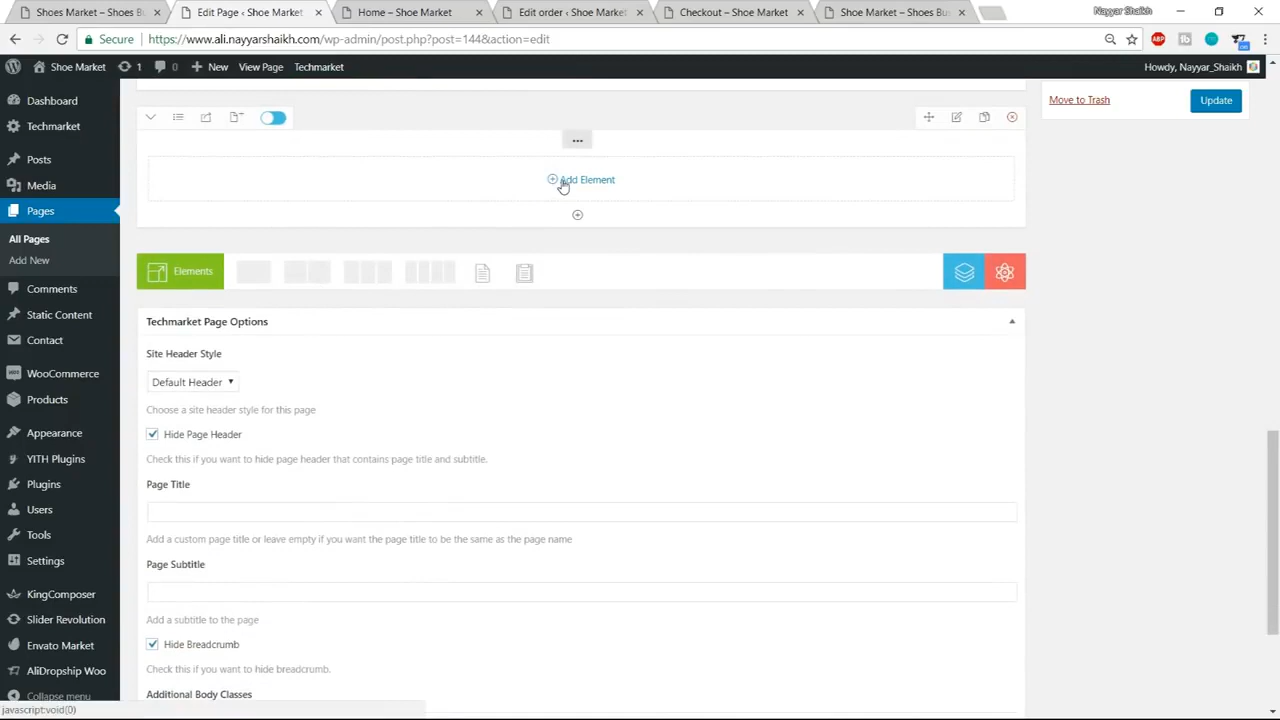 Shoes Market – Shoes Bu
Edit Page ‹ Shoe Market
Home – Shoe Market
Edit order ‹ Shoe Market
Checkout – Shoe Market
Shoe Market – Shoes Bus
Nayyar Shaikh
Secure
https://www.ali.nayyarshaikh.com/wp-admin/post.php?post=144&action=edit
ABP
Shoe Market
1
0
New
View Page
Techmarket
Howdy, Nayyar_Shaikh
Dashboard
Techmarket
Posts
Media
Pages
All Pages
Add New
Comments
Static Content
Contact
WooCommerce
Products
Appearance
YITH Plugins
Plugins
Users
Tools
Settings
KingComposer
Slider Revolution
Envato Market
AliDropship Woo
Collapse menu
javascript:void(0)
Move to Trash
Update
Add Element
Elements
Techmarket Page Options
Site Header Style
Default Header
Choose a site header style for this page
Hide Page Header
Check this if you want to hide page header that contains page title and subtitle.
Page Title
Add a custom page title or leave empty if you want the page title to be the same as the page name
Page Subtitle
Add a subtitle to the page
Hide Breadcrumb
Check this if you want to hide breadcrumb.
Additional Body Classes